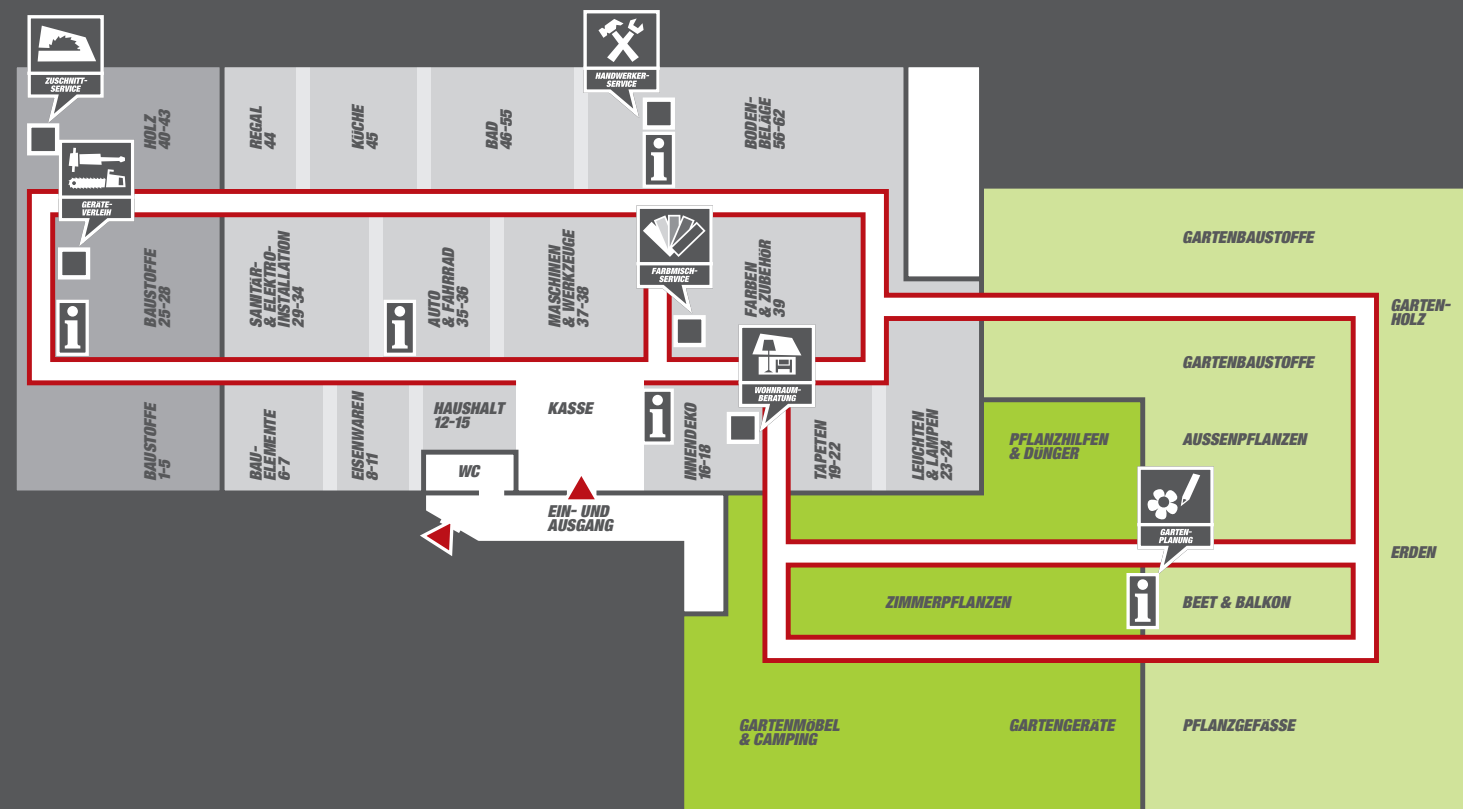 ZUSCHNITT-
SERVICE
HANDWERKER-
SERVICE
HOLZ
40-43
REGAL
44
KÜCHE
45
BAD
46-55
BODEN-
BELÄGE
56-62
i
GERÄTE-
VERLEIH
FARBMISCH-
SERVICE
BAUSTOFFE
25-28
i
SANITÄR-
& ELEKTRO-
INSTALLATION
29-34
i
AUTO
& FAHRRAD
35-36
MASCHINEN
& WERKZEUGE
37-38
FARBEN
& ZUBEHÖR
39
GARTENBAUSTOFFE
GARTEN-
HOLZ
GARTENBAUSTOFFE
WOHNRAUM-
BERATUNG
BAUSTOFFE
1-5
BAU-
ELEMENTE
6-7
EISENWAREN
8-11
HAUSHALT
12-15
KASSE
i
INNENDEKO
16-18
TAPETEN
19-22
LEUCHTEN
& LAMPEN
23-24
PFLANZHILFEN
& DÜNGER
AUSSENPFLANZEN
WC
EIN- UND
AUSGANG
GARTEN-
PLANUNG
ERDEN
ZIMMERPFLANZEN
i
BEET & BALKON
GARTENMÖBEL
& CAMPING
GARTENGERÄTE
PFLANZGEFÄSSE